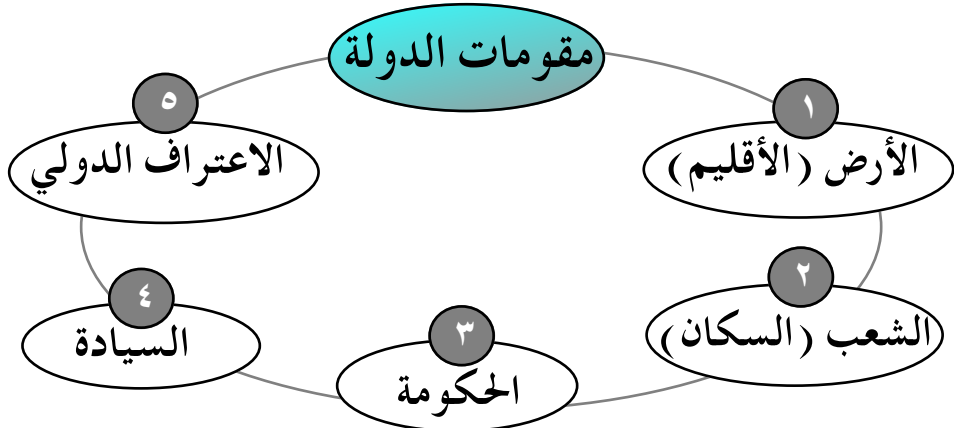 مقومات الدولة
١
الأرض (الأقليم)
٢
الشعب (السكان)
٣
الحكومة
٤
السيادة
٥
الاعتراف الدولي